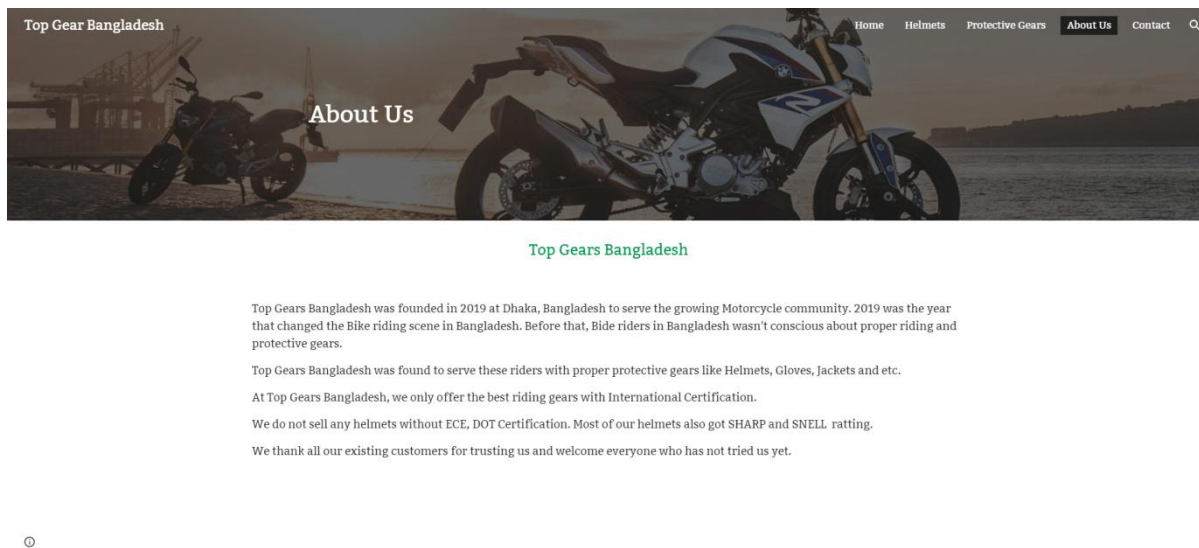 Top Gear Bangladesh
Home Helmets Protective Gears About Us Contact
About Us
Top Gears Bangladesh
Top Gears Bangladesh was founded in 2019 at Dhaka, Bangladesh to serve the growing Motorcycle community. 2019 was the year
that changed the Bike riding scene in Bangladesh. Before that, Bide riders in Bangladesh wasn't conscious about proper riding and
protective gears.
Top Gears Bangladesh was found to serve these riders with proper protective gears like Helmets, Gloves, Jackets and etc.
At Top Gears Bangladesh, we only offer the best riding gears with International Certification.
We do not sell any helmets without ECE, DOT Certification. Most of our helmets also got SHARP and SNELL ratting.
We thank all our existing customers for trusting us and welcome everyone who has not tried us yet.